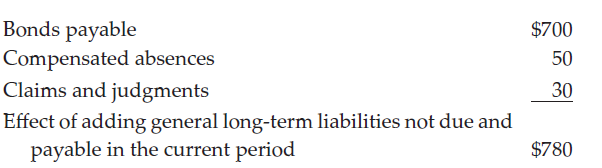 Bonds payable $700
Compensated absences 50
Claims and judgments 30
Effect of adding general long-term liabilities not due and
payable in the current period $780